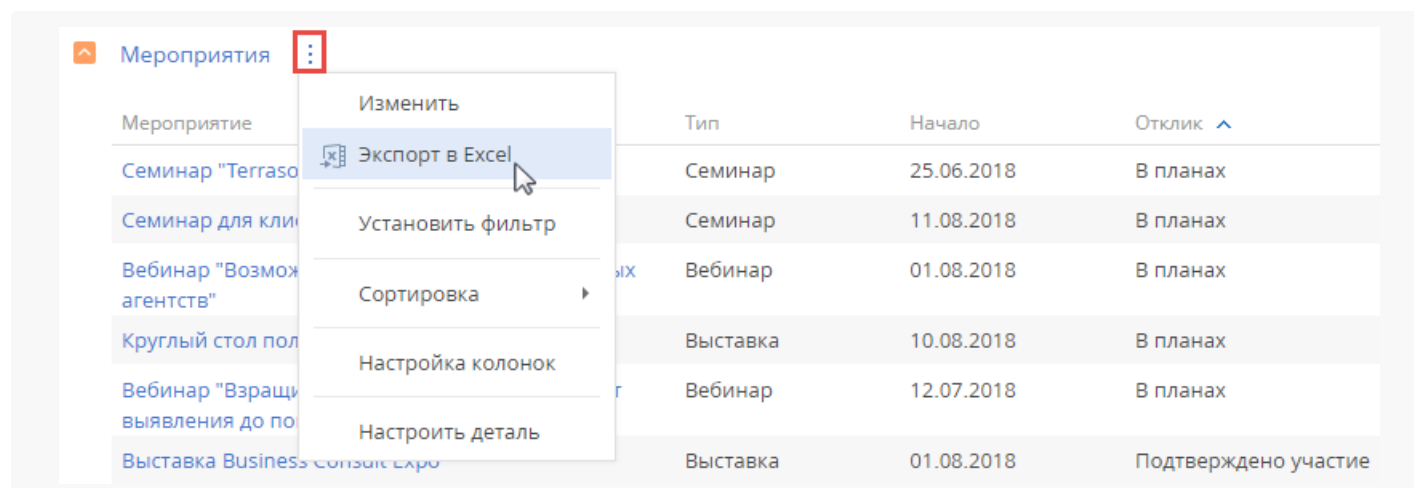 Мероприятия
Изменить
Мероприятие Тип Начало Отклик
Экспорт в Excel
Семинар "Terraso Семинар 25.06.2018 В планах
Установить фильтр
Семинар для Семинар 11.08.2018 В планах
Вебинар "Возмож ых Вебинар 01.08.2018 В планах
агентств"
Сортировка
Круглый стол пол Выставка 10.08.2018 В планах
Настройка колонок
Вебинар "Взращи Вебинар 12.07.2018 В планах
выявления до по
Настроить деталь
Выставка Business Consult Expo Выставка 01.08.2018 Подтверждено участие